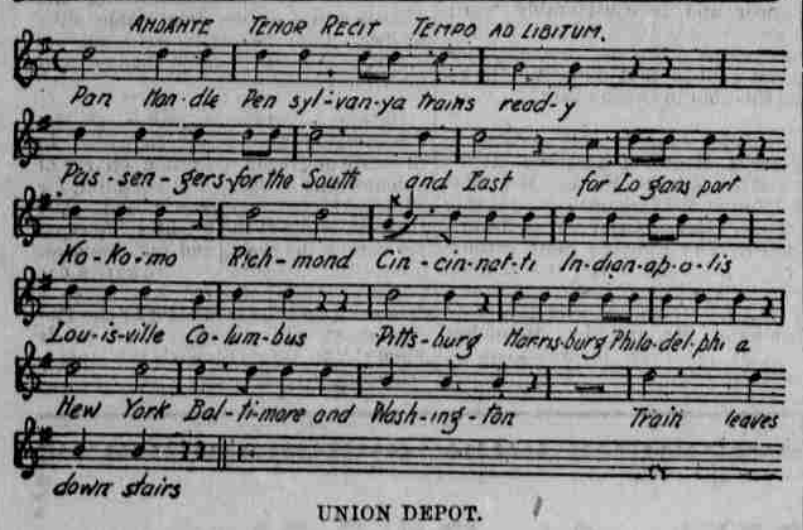 ANDANTE TENOR RECIT TEMPO AD LIBITUM.
Pan Han-dle Pen syl-van-ya trains read-y
Pas-sen-gers-for the South and East for Lo gans port
Ko-Ko-mo Rich-mond Cin-cin-nat-ti In-dian-ap-o-lis
Lou-is-ville Co-lum-bus Pitts-burg Harris-burg Phila-del-phi a
New York Bal-ti-more and Wash-ing-ton Train leaves
down stairs
UNION DEPOT.